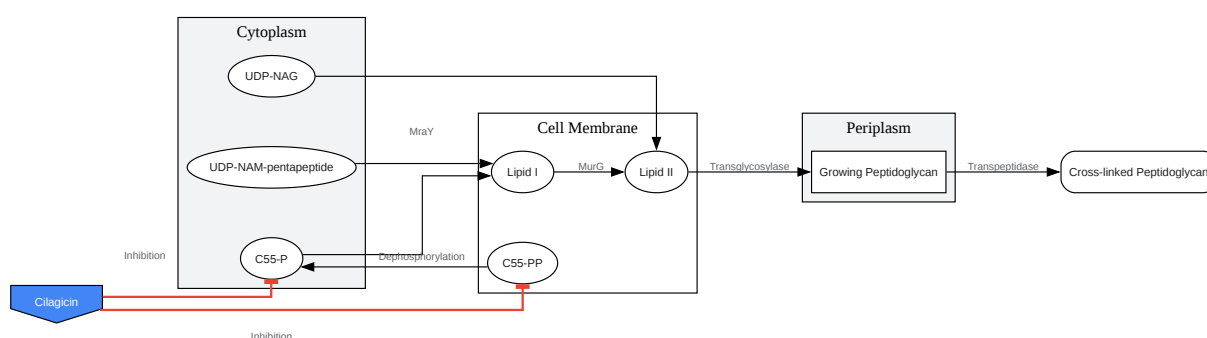 Cytoplasm
UDP-NAG
MraY
Cell Membrane
Periplasm
UDP-NAM-pentapeptide
Lipid I
MurG
Lipid II
Transglycosylase
Growing Peptidoglycan
Transpeptidase
Cross-linked Peptidoglycan
Inhibition
C55-P
Dephosphorylation
C55-PP
Cilagicin
Inhibition